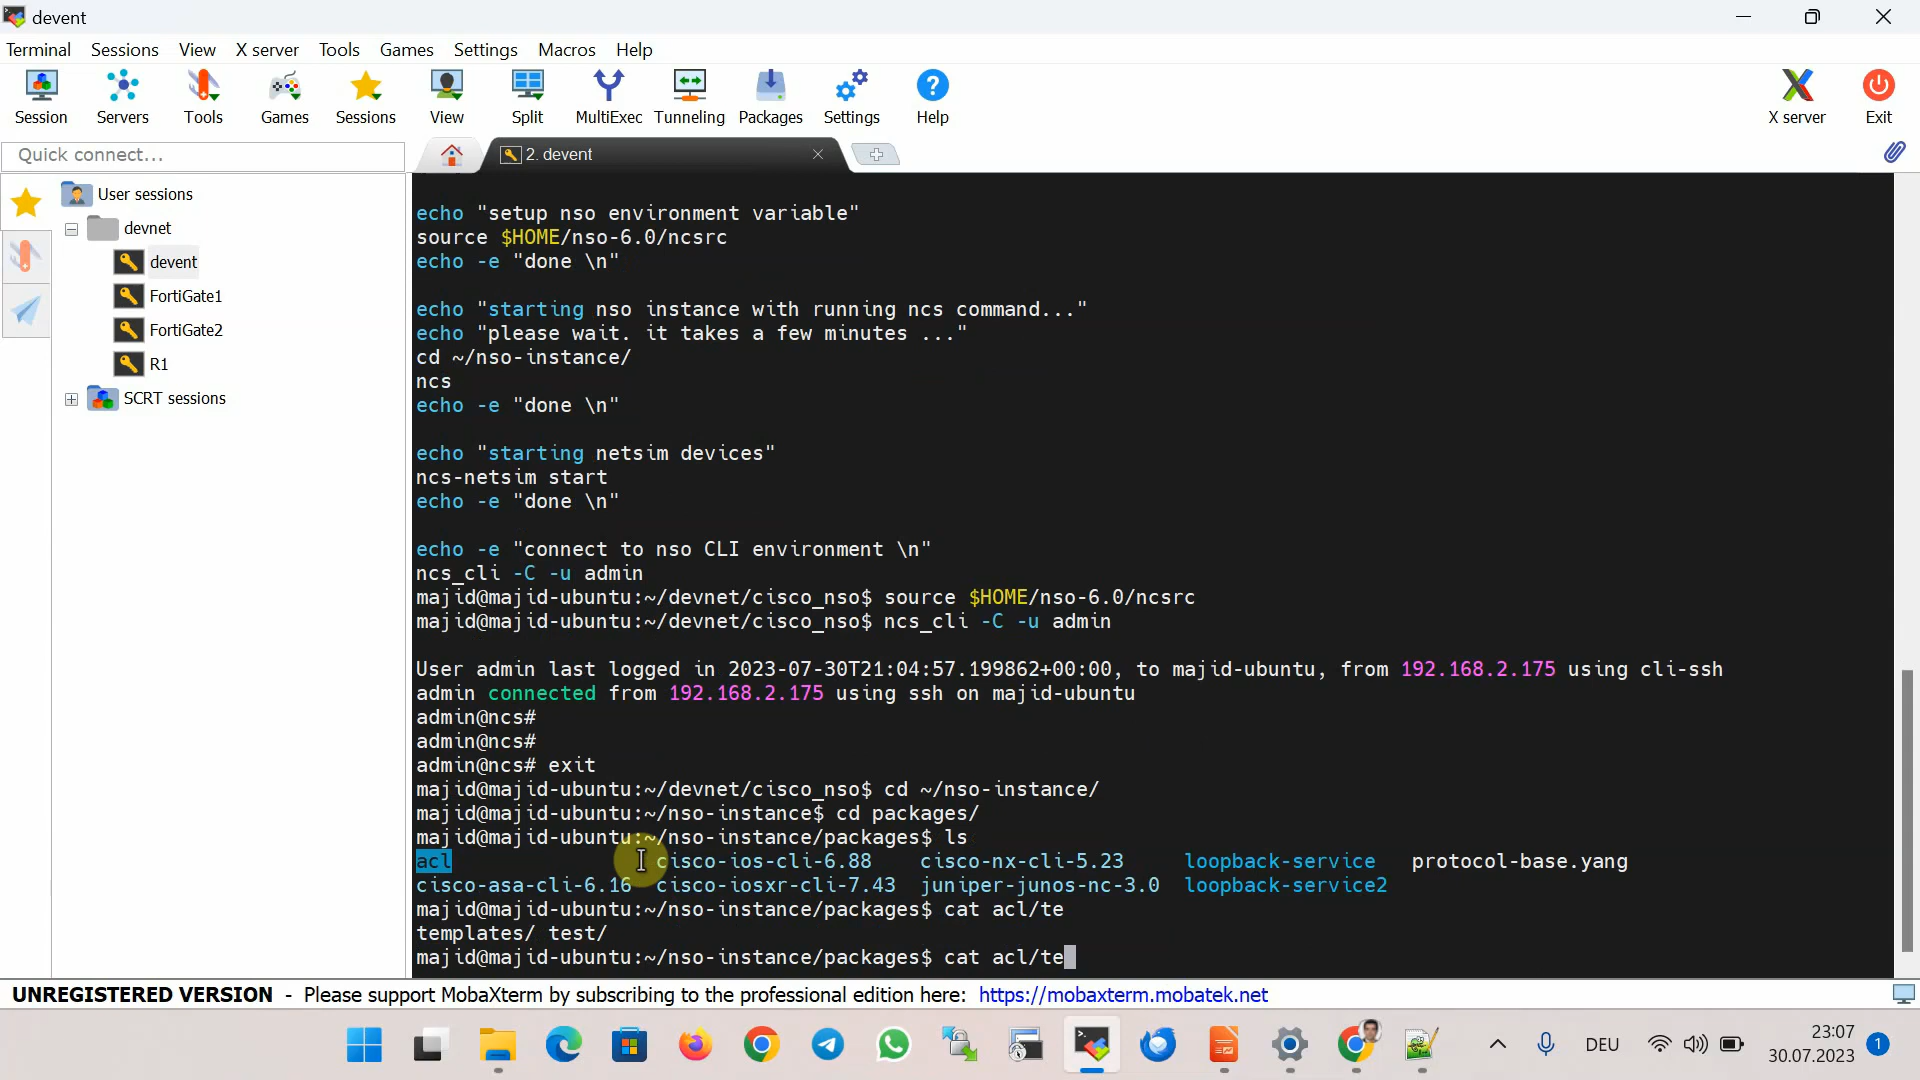 devent
Terminal Sessions View X server Tools Games Settings Macros Help
Session Servers Tools Games Sessions View Split MultiExec Tunneling Packages Settings Help X server Exit
Quick connect...
2. devent
User sessions
devnet
devent
FortiGate1
FortiGate2
R1
SCRT sessions
echo "setup nso environment variable"
source $HOME/nso-6.0/ncsrc
echo -e "done \n"
echo "starting nso instance with running ncs command..."
echo "please wait. it takes a few minutes ..."
cd ~/nso-instance/
ncs
echo -e "done \n"
echo "starting netsim devices"
ncs-netsim start
echo -e "done \n"
echo -e "connect to nso CLI environment \n"
ncs_cli -C -u admin
majid@majid-ubuntu:~/devnet/cisco_nso$ source $HOME/nso-6.0/ncsrc
majid@majid-ubuntu:~/devnet/cisco_nso$ ncs_cli -C -u admin
User admin last logged in 2023-07-30T21:04:57.199862+00:00, to majid-ubuntu, from 192.168.2.175 using cli-ssh
admin connected from 192.168.2.175 using ssh on majid-ubuntu
admin@ncs#
admin@ncs#
admin@ncs# exit
majid@majid-ubuntu:~/devnet/cisco_nso$ cd ~/nso-instance/
majid@majid-ubuntu:~/nso-instance$ cd packages/
majid@majid-ubuntu:~/nso-instance/packages$ ls
acl cisco-ios-cli-6.88 cisco-nx-cli-5.23 loopback-service protocol-base.yang
cisco-asa-cli-6.16 cisco-iosxr-cli-7.43 juniper-junos-nc-3.0 loopback-service2
majid@majid-ubuntu:~/nso-instance/packages$ cat acl/te
templates/ test/
majid@majid-ubuntu:~/nso-instance/packages$ cat acl/te
UNREGISTERED VERSION - Please support MobaXterm by subscribing to the professional edition here: https://mobaxterm.mobatek.net
DEU
23:07
30.07.2023
1